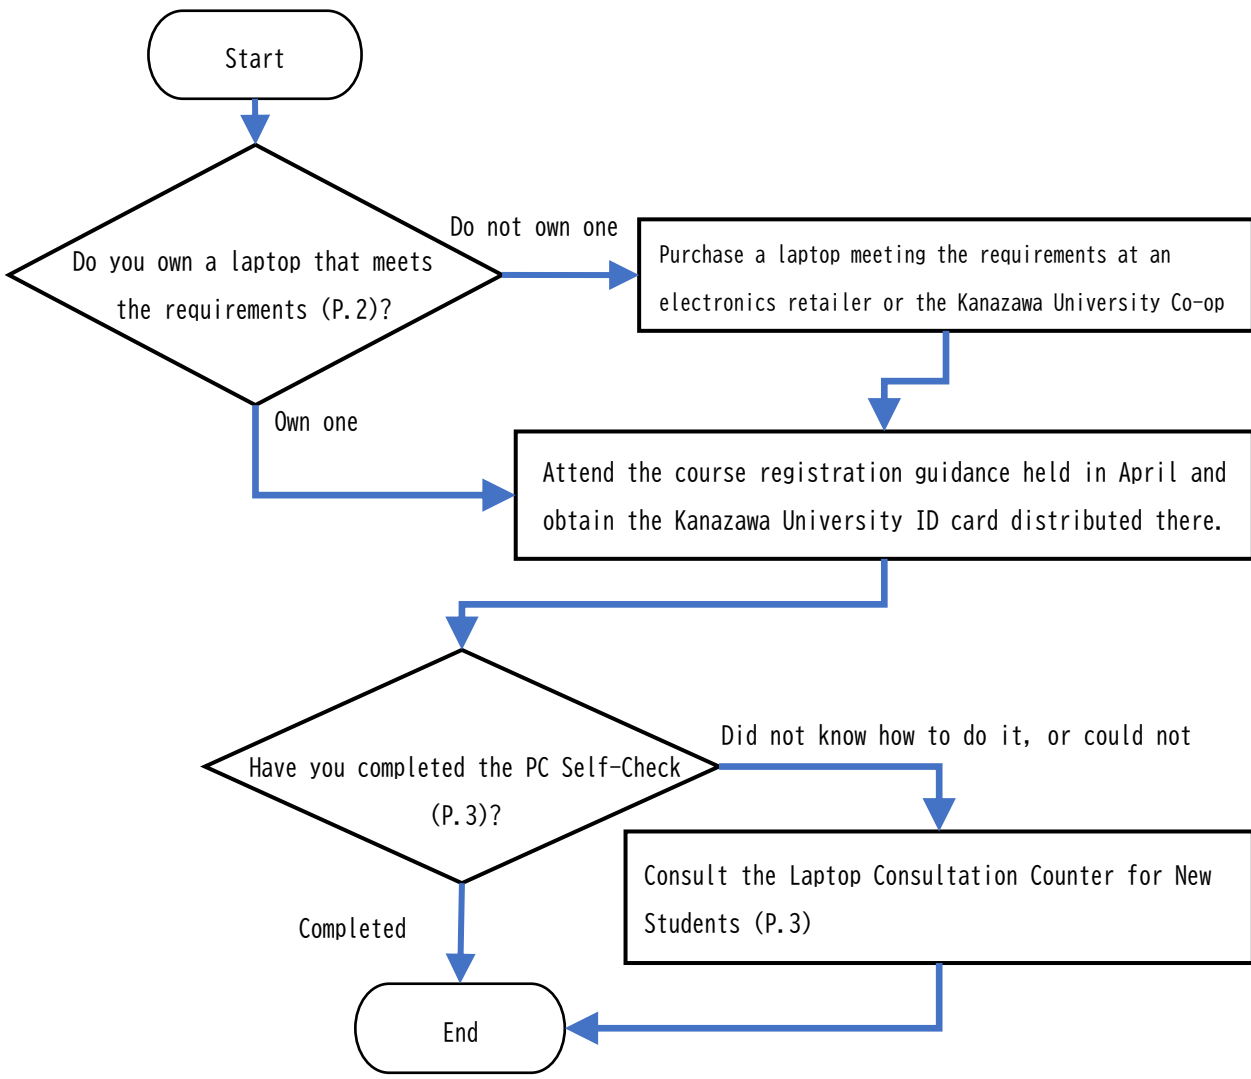 Start
Do not own one
Do you own a laptop that meets
the requirements (P.2)?
Purchase a laptop meeting the requirements at an
electronics retailer or the Kanazawa University Co-op
Own one
Attend the course registration guidance held in April and
obtain the Kanazawa University ID card distributed there.
Did not know how to do it, or could not
Have you completed the PC Self-Check
(P.3)?
Consult the Laptop Consultation Counter for New
Students (P.3)
Completed
End